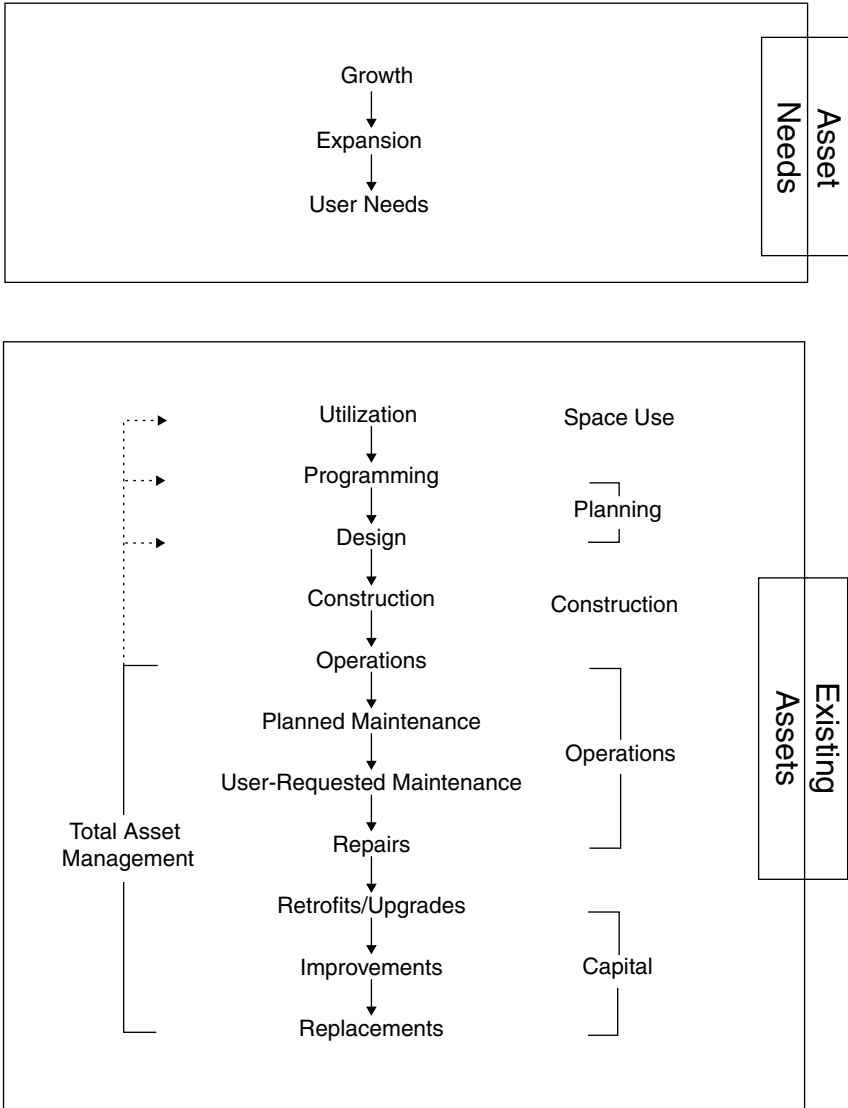 Growth
Expansion
User Needs
Asset
Needs
Utilization
Space Use
Programming
Planning
Design
Construction
Construction
Operations
Planned Maintenance
User-Requested Maintenance
Operations
Repairs
Total Asset
Management
Retrofits/Upgrades
Improvements
Capital
Replacements
Existing
Assets